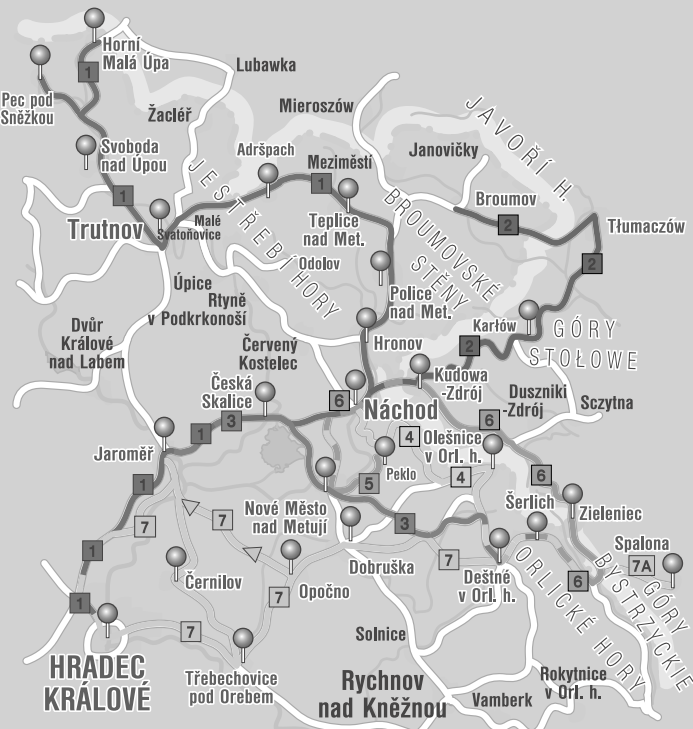 Horní
Malá Úpa
Lubawka
1
Pec pod
Sněžkou
Žacléř
Mieroszów
JAVOŘÍ H.
Svoboda
nad Úpou
Adršpach
Meziměstí
Janovičky
1
1
JESTŘEBÍ HORY
Broumov
Trutnov
Malé
Svatoňovice
Teplice
nad Met.
BROUMOVSKÉ
STĚNY
2
Tłumaczów
Odolov
2
Úpice
Rtyně
v Podkrkonoší
Police
nad Met.
Karłów
GÓRY
STOŁOWE
Dvůr
Králové
nad Labem
Červený
Kostelec
Hronov
2
Kudowa
-Zdrój
Česká
Skalice
6
Náchod
Duszniki
-Zdrój
Sczytna
6
1
3
4
Olešnice
v Orl. h.
Jaroměř
Peklo
4
6
1
5
Nové Město
nad Metují
Šerlich
Zieleniec
7
7
3
Spalona
1
Černilov
Opočno
Dobruška
7
Deštné
v Orl. h.
7A
7
6
ORLICKÉ HORY
GÓRY
BYSTRZYCKIE
1
7
Solnice
HRADEC
KRÁLOVÉ
Třebechovice
pod Orebem
Rychnov
nad Kněžnou
Rokytnice
v Orl. h.
Vamberk